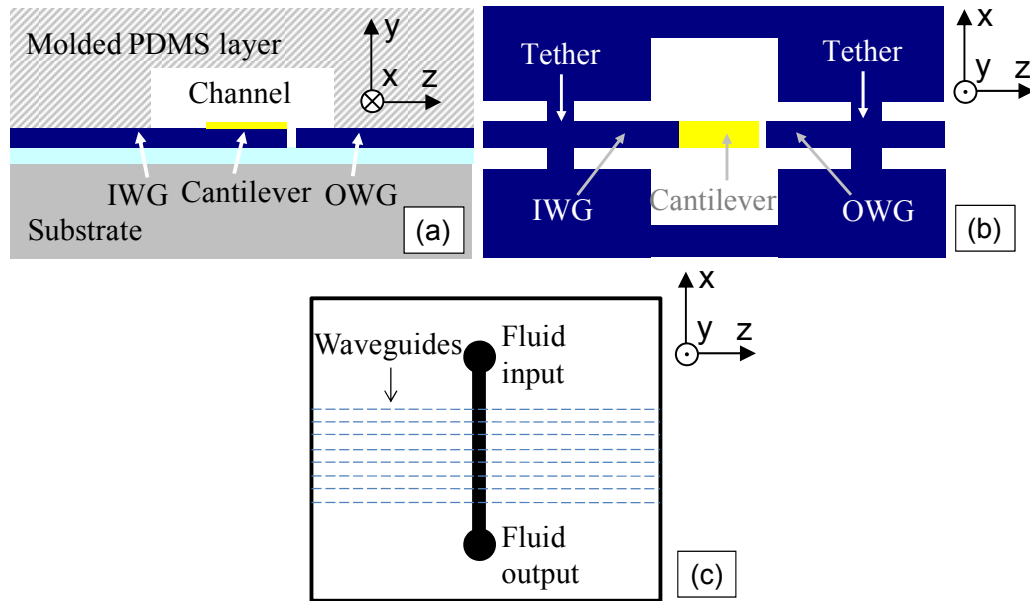 Molded PDMS layer
y
x
z
Channel
IWG
Cantilever
OWG
Substrate
(a)
Tether
Tether
x
y
z
IWG
Cantilever
OWG
(b)
Waveguides
Fluid
input
Fluid
output
x
y
z
(c)